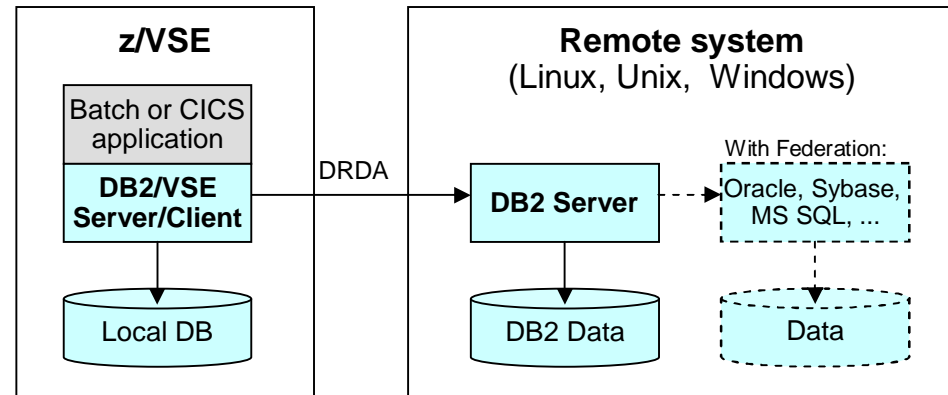 z/VSE
Batch or CICS
application
DB2/VSE
Server/Client
Local DB
DRDA
Remote system
(Linux, Unix, Windows)
DB2 Server
DB2 Data
With Federation:
Oracle, Sybase,
MS SQL, ...
Data